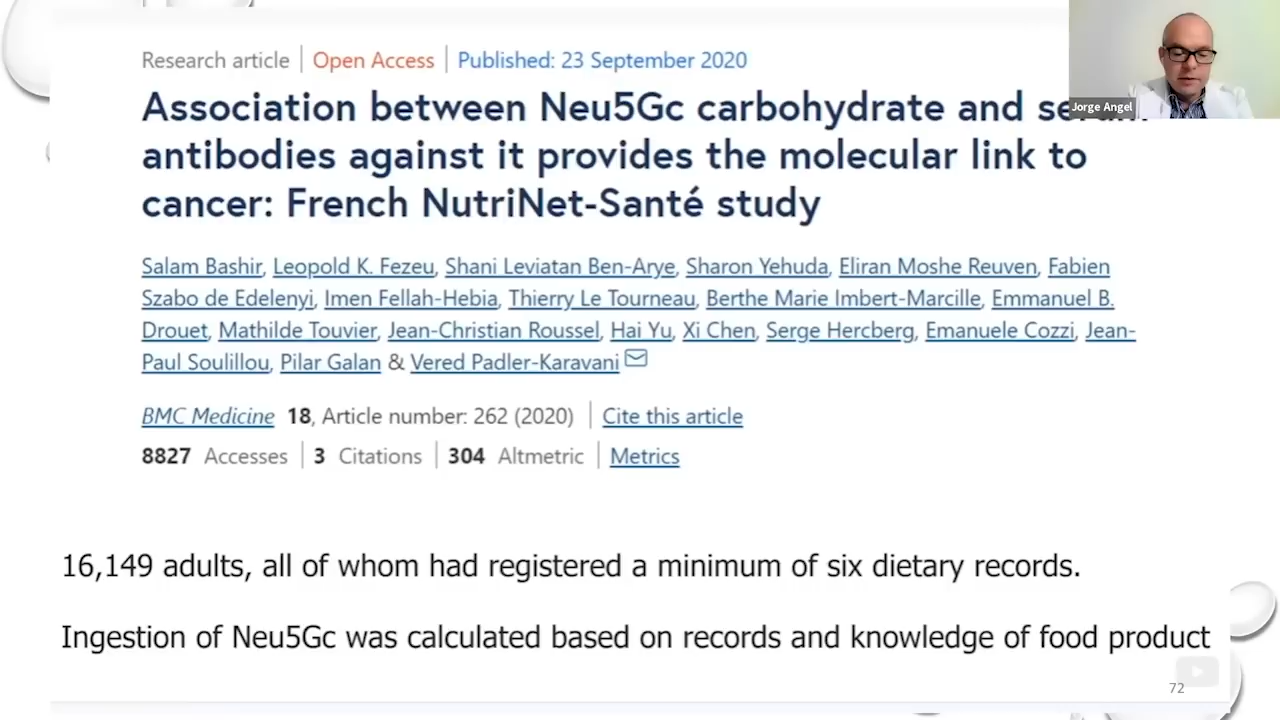 Research article | Open Access | Published: 23 September 2020
Association between Neu5Gc carbohydrate and serum
antibodies against it provides the molecular link to
cancer: French NutriNet-Santé study
Salam Bashir, Leopold K. Fezeu, Shani Leviatan Ben-Arye, Sharon Yehuda, Eliran Moshe Reuven, Fabien
Szabo de Edelenyi, Imen Fellah-Hebia, Thierry Le Tourneau, Berthe Marie Imbert-Marcille, Emmanuel B.
Drouet, Mathilde Touvier, Jean-Christian Roussel, Hai Yu, Xi Chen, Serge Hercberg, Emanuele Cozzi, Jean-
Paul Soulillou, Pilar Galan & Vered Padler-Karavani
BMC Medicine 18, Article number: 262 (2020) | Cite this article
8827 Accesses | 3 Citations | 304 Altmetric | Metrics
16,149 adults, all of whom had registered a minimum of six dietary records.
Ingestion of Neu5Gc was calculated based on records and knowledge of food product
72
Jorge Angel